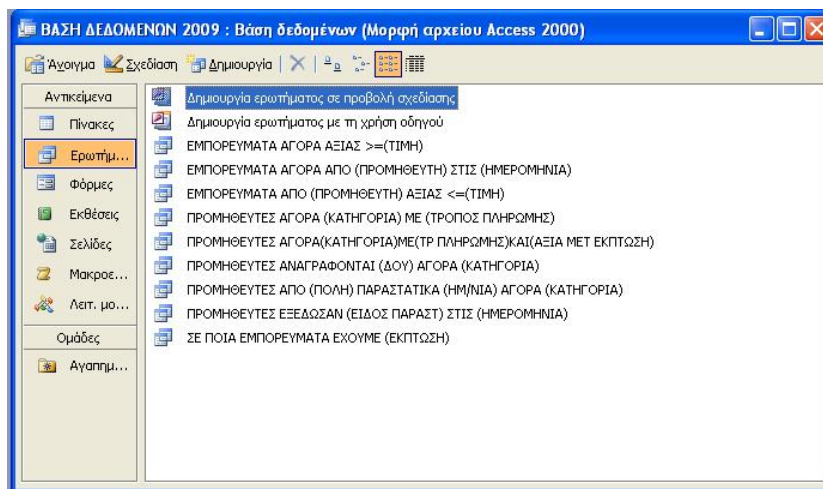 ΒΑΣΗ ΔΕΔΟΜΕΝΩΝ 2009 : Βάση δεδομένων (Μορφή αρχείου Access 2000)
Άνοιγμα Σχεδίαση Δημιουργία
Αντικείμενα
Πίνακες
Ερωτήμ...
Φόρμες
Εκθέσεις
Σελίδες
Μακροε...
Λειτ. μο...
Ομάδες
Αγαπημ...
Δημιουργία ερωτήματος σε προβολή σχεδίασης
Δημιουργία ερωτήματος με τη χρήση οδηγού
ΕΜΠΟΡΕΥΜΑΤΑ ΑΓΟΡΑ ΑΞΙΑΣ >=(ΤΙΜΗ)
ΕΜΠΟΡΕΥΜΑΤΑ ΑΓΟΡΑ ΑΠΟ (ΠΡΟΜΗΘΕΥΤΗ) ΣΤΙΣ (ΗΜΕΡΟΜΗΝΙΑ)
ΕΜΠΟΡΕΥΜΑΤΑ ΑΠΟ (ΠΡΟΜΗΘΕΥΤΗ) ΑΞΙΑΣ <=(ΤΙΜΗ)
ΠΡΟΜΗΘΕΥΤΕΣ ΑΓΟΡΑ (ΚΑΤΗΓΟΡΙΑ) ΜΕ (ΤΡΟΠΟΣ ΠΛΗΡΩΜΗΣ)
ΠΡΟΜΗΘΕΥΤΕΣ ΑΓΟΡΑ(ΚΑΤΗΓΟΡΙΑ)ΜΕ(ΤΡ ΠΛΗΡΩΜΗΣ)ΚΑΙ(ΑΞΙΑ ΜΕΤ ΕΚΠΤΩΣΗ)
ΠΡΟΜΗΘΕΥΤΕΣ ΑΝΑΓΡΑΦΟΝΤΑΙ (ΔΟΥ) ΑΓΟΡΑ (ΚΑΤΗΓΟΡΙΑ)
ΠΡΟΜΗΘΕΥΤΕΣ ΑΠΟ (ΠΟΛΗ) ΠΑΡΑΣΤΑΤΙΚΑ (ΗΜ/ΝΙΑ) ΑΓΟΡΑ (ΚΑΤΗΓΟΡΙΑ)
ΠΡΟΜΗΘΕΥΤΕΣ ΕΞΕΔΩΣΑΝ (ΕΙΔΟΣ ΠΑΡΑΣΤ) ΣΤΙΣ (ΗΜΕΡΟΜΗΝΙΑ)
ΣΕ ΠΟΙΑ ΕΜΠΟΡΕΥΜΑΤΑ ΕΧΟΥΜΕ (ΕΚΠΤΩΣΗ)